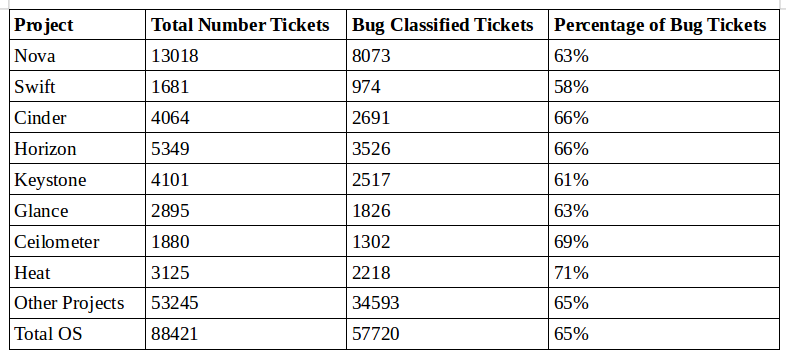 Project Total Number Tickets Bug Classified Tickets Percentage of Bug Tickets
Nova 13018 8073 63%
Swift 1681 974 58%
Cinder 4064 2691 66%
Horizon 5349 3526 66%
Keystone 4101 2517 61%
Glance 2895 1826 63%
Ceilometer 1880 1302 69%
Heat 3125 2218 71%
Other Projects 53245 34593 65%
Total OS 88421 57720 65%